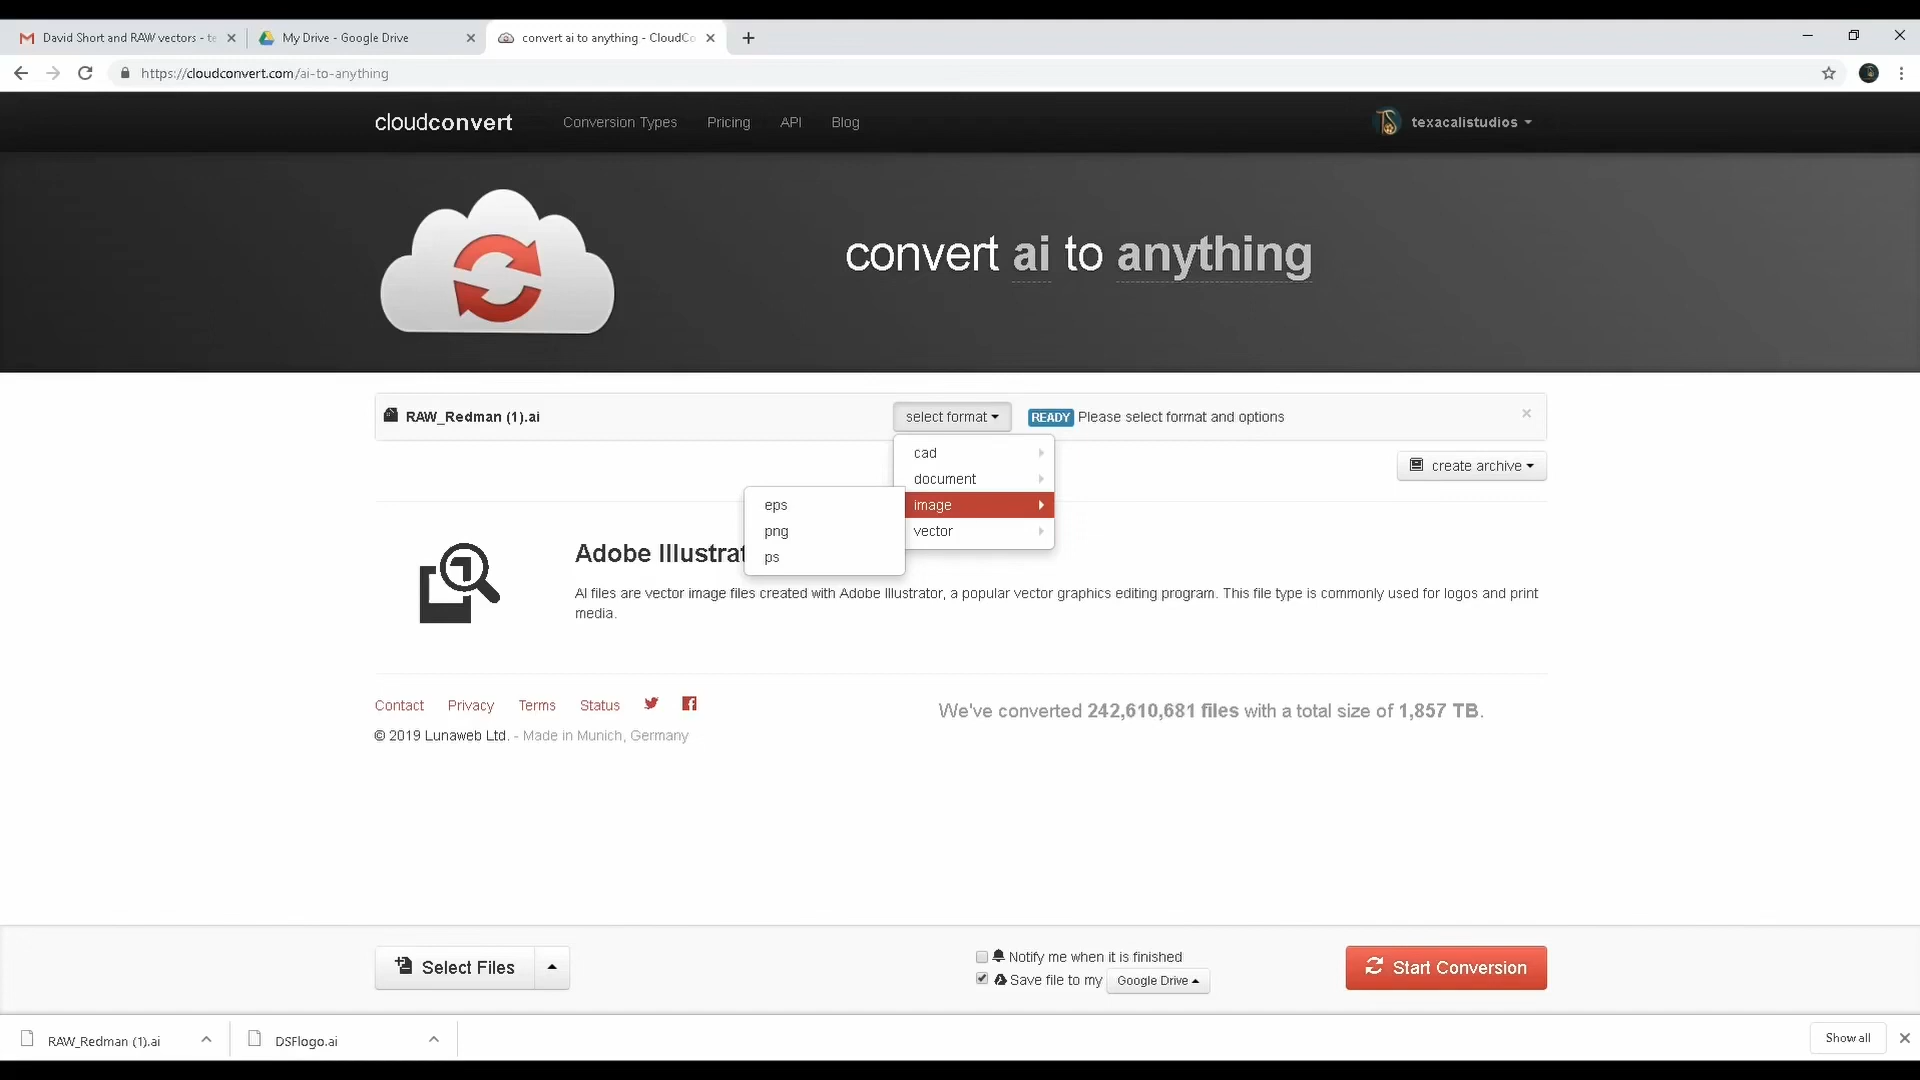 David Short and RAW vectors - te
My Drive - Google Drive
convert ai to anything - CloudCo
https://cloudconvert.com/ai-to-anything
cloudconvert
Conversion Types
Pricing
API
Blog
texacalistudios
convert ai to anything
RAW_Redman (1).ai
select format
READY Please select format and options
cad
document
create archive
image
eps
png
ps
vector
Adobe Illustrat
AI files are vector image files created with Adobe Illustrator, a popular vector graphics editing program. This file type is commonly used for logos and print
media.
Contact
Privacy
Terms
Status
We've converted 242,610,681 files with a total size of 1,857 TB.
© 2019 Lunaweb Ltd. - Made in Munich, Germany
Select Files
Notify me when it is finished
Save file to my Google Drive
Start Conversion
RAW_Redman (1).ai
DSFlogo.ai
Show all